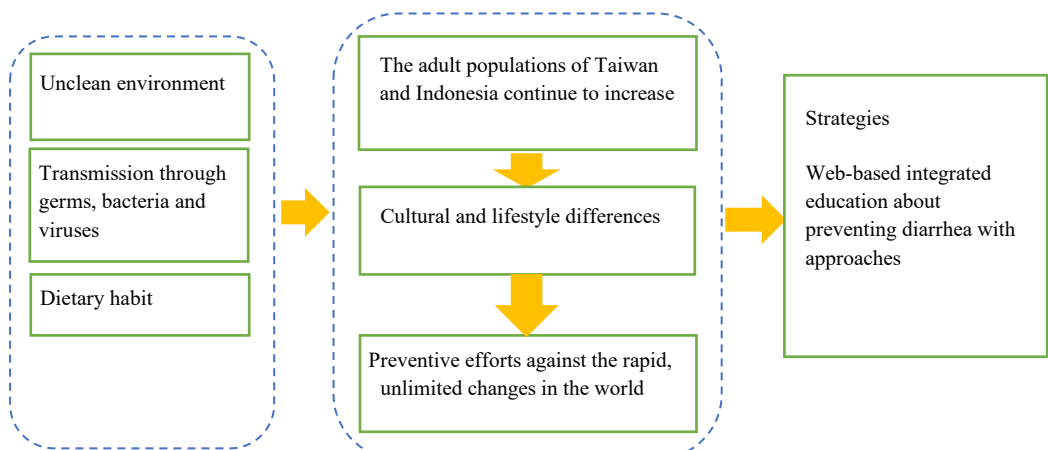 Unclean environment
Transmission through
germs, bacteria and
viruses
Dietary habit
The adult populations of Taiwan
and Indonesia continue to increase
Cultural and lifestyle differences
Preventive efforts against the rapid,
unlimited changes in the world
Strategies
Web-based integrated
education about
preventing diarrhea with
approaches